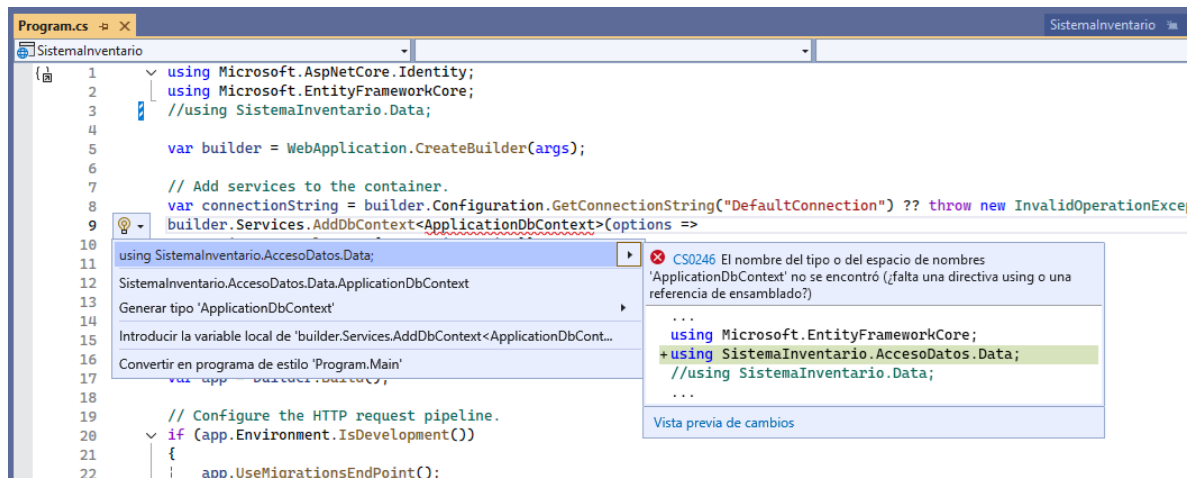 Program.cs
SistemaInventario
SistemaInventario
1 using Microsoft.AspNetCore.Identity;
2 using Microsoft.EntityFrameworkCore;
3 //using SistemaInventario.Data;
4
5 var builder = WebApplication.CreateBuilder(args);
6
7 // Add services to the container.
8 var connectionString = builder.Configuration.GetConnectionString("DefaultConnection") ?? throw new InvalidOperationExce
9 builder.Services.AddDbContext<ApplicationDbContext>(options =>
10
11 using SistemaInventario.AccesoDatos.Data;
12 SistemaInventario.AccesoDatos.Data.ApplicationDbContext
13 Generar tipo 'ApplicationDbContext'
14
15 Introducir la variable local de 'builder.Services.AddDbContext<ApplicationDbCont...
16 Convertir en programa de estilo 'Program.Main'
CS0246 El nombre del tipo o del espacio de nombres
'ApplicationDbContext' no se encontró (¿falta una directiva using o una
referencia de ensamblado?)
...
using Microsoft.EntityFrameworkCore;
+using SistemaInventario.AccesoDatos.Data;
//using SistemaInventario.Data;
...
Vista previa de cambios
17
18
19 // Configure the HTTP request pipeline.
20 if (app.Environment.IsDevelopment())
21 {
22 app.UseMigrationsEndPoint();